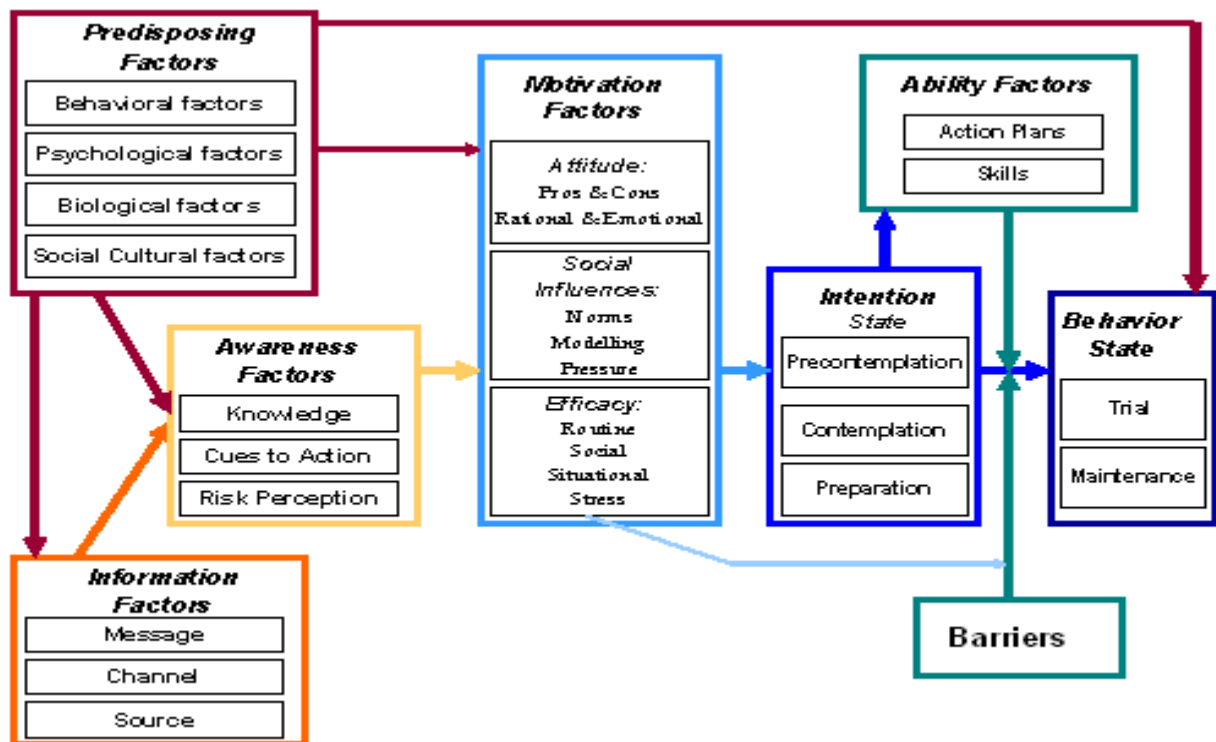 Predisposing
Factors
Behavioral factors
Psychological factors
Biological factors
Social Cultural factors
Awareness
Factors
Knowledge
Cues to Action
Risk Perception
Information
Factors
Message
Channel
Source
Motivation
Factors
Attitude:
Pros & Cons
Rational & Emotional
Social
Influences:
Norms
Modelling
Pressure
Efficacy:
Routine
Social
Situational
Stress
Ability Factors
Action Plans
Skills
Intention
State
Precontemplation
Contemplation
Preparation
Behavior
State
Trial
Maintenance
Barriers